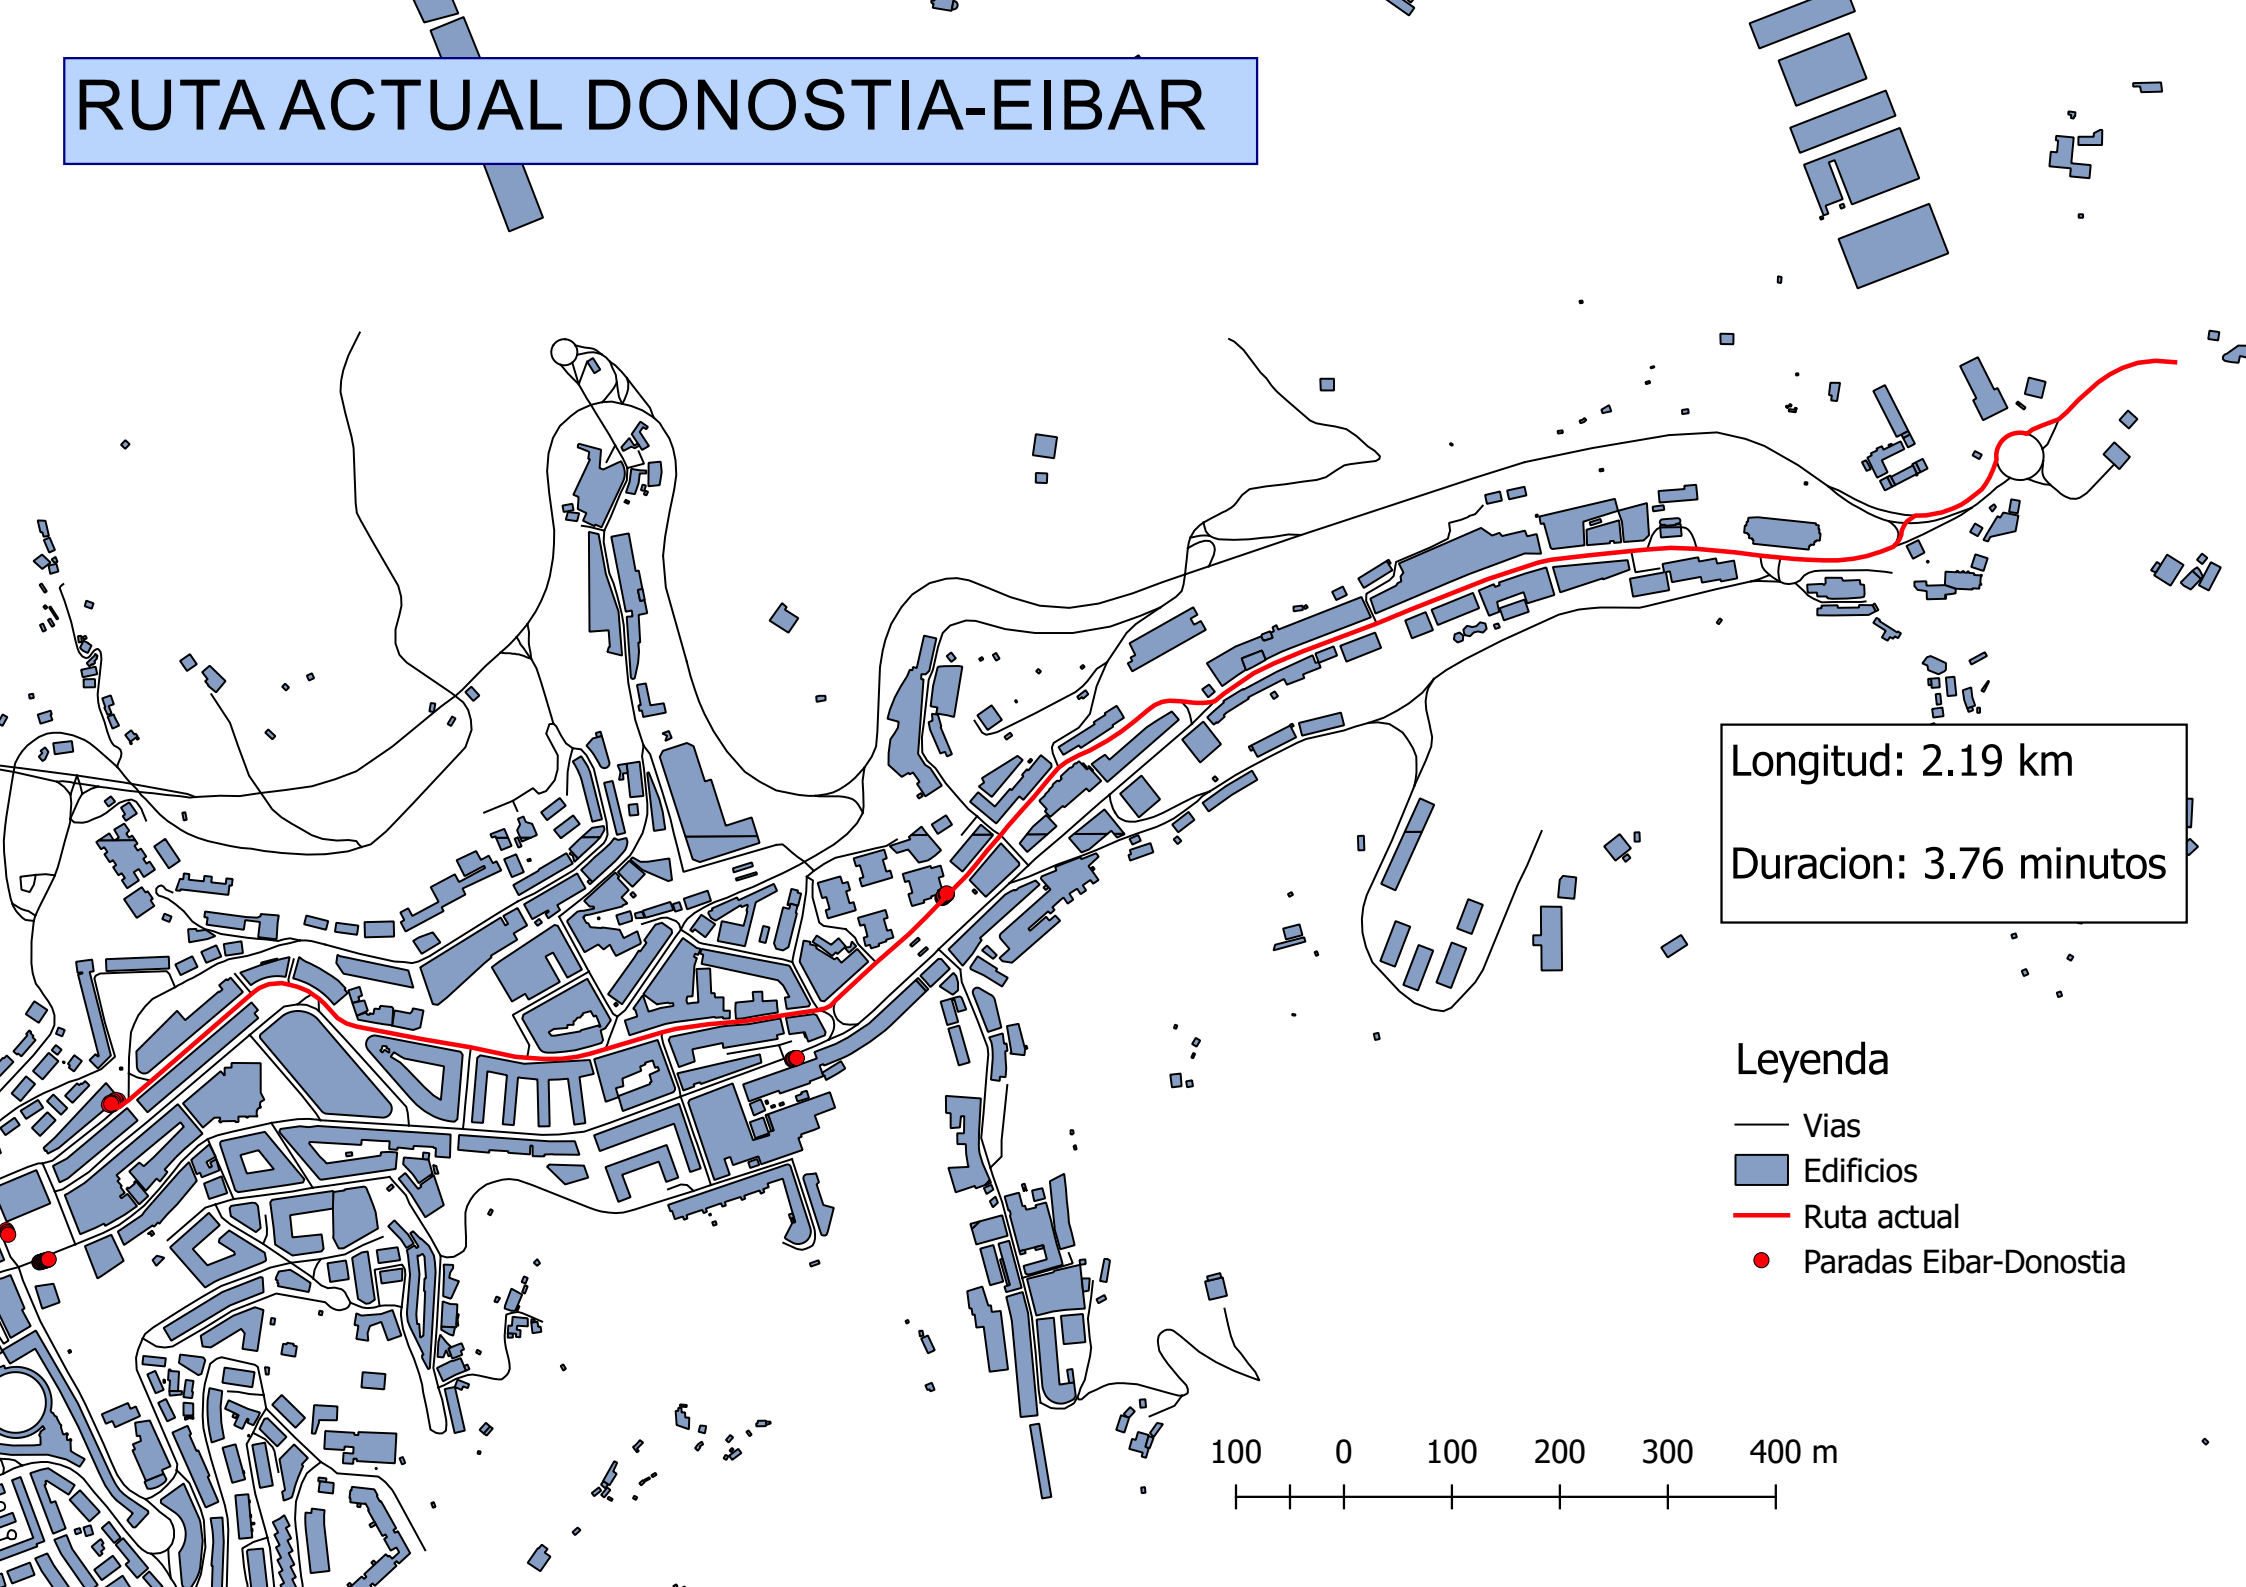 RUTA ACTUAL DONOSTIA-EIBAR
Longitud: 2.19 km
Duracion: 3.76 minutos
Leyenda
Vias
Edificios
Ruta actual
Paradas Eibar-Donostia
100 0 100 200 300 400 m